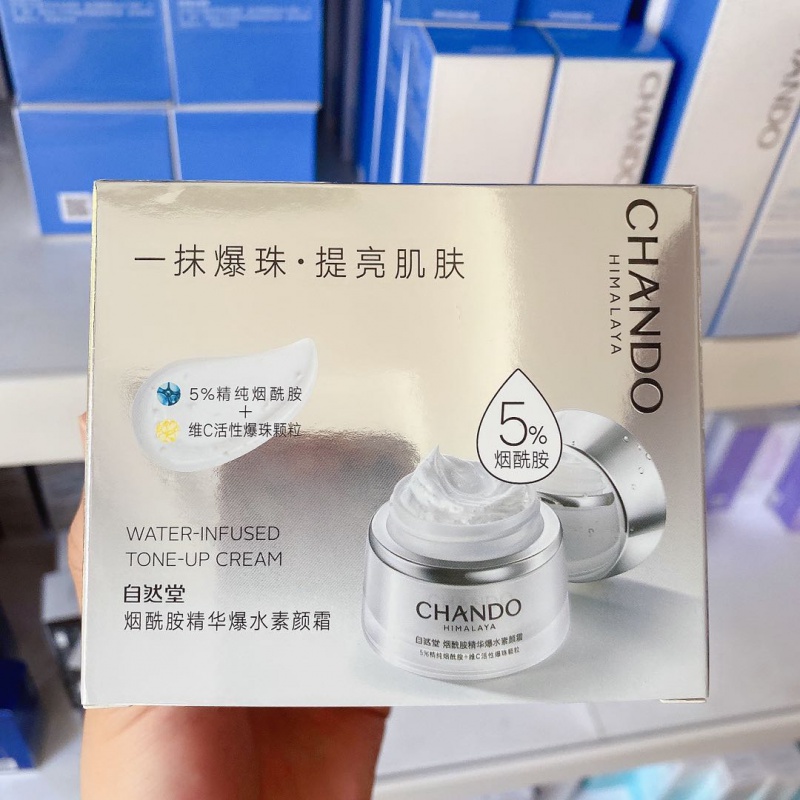 一抹爆珠·提亮肌肤
CHANDO
HIMALAYA
5%精纯烟酰胺
+
维C活性爆珠颗粒
5%
烟酰胺
WATER-INFUSED
TONE-UP CREAM
自然堂
烟酰胺精华爆水素颜霜
CHANDO
HIMALAYA
自然堂 烟酰胺精华爆水素颜霜
5%精纯烟酰胺+维C活性爆珠颗粒
CHANDO